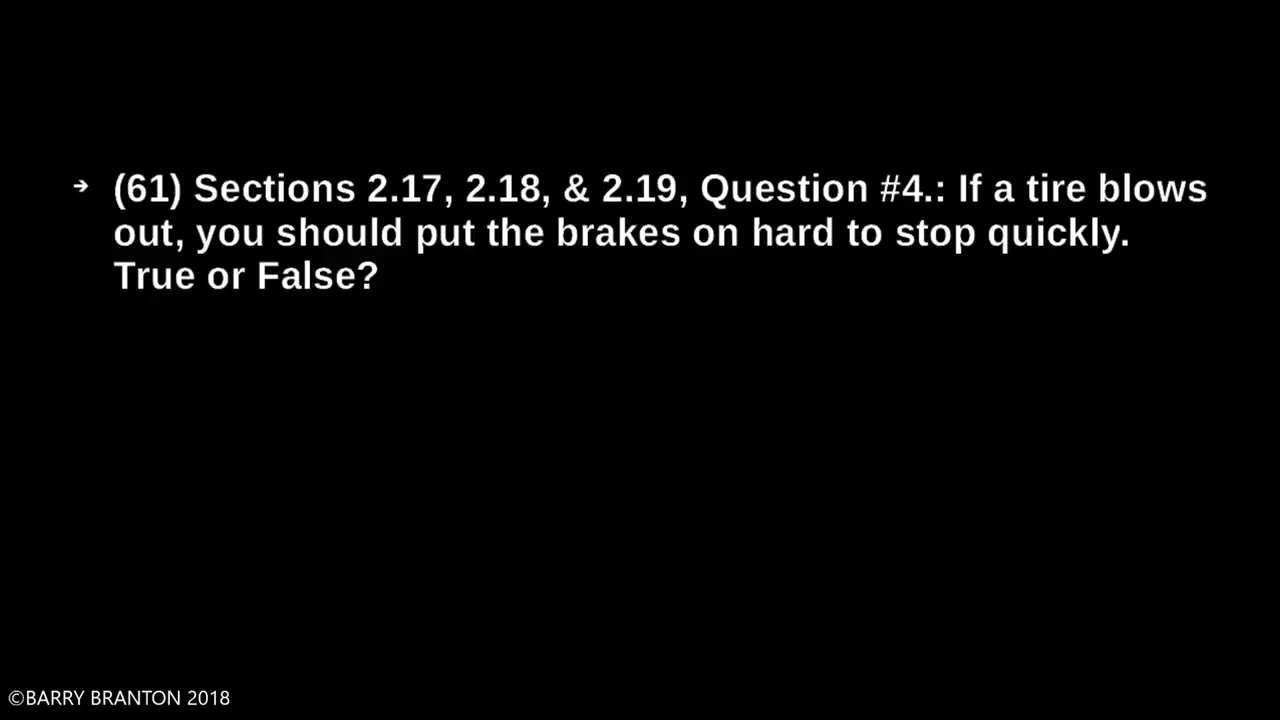 ➔ (61) Sections 2.17, 2.18, & 2.19, Question #4.: If a tire blows
out, you should put the brakes on hard to stop quickly.
True or False?
©BARRY BRANTON 2018